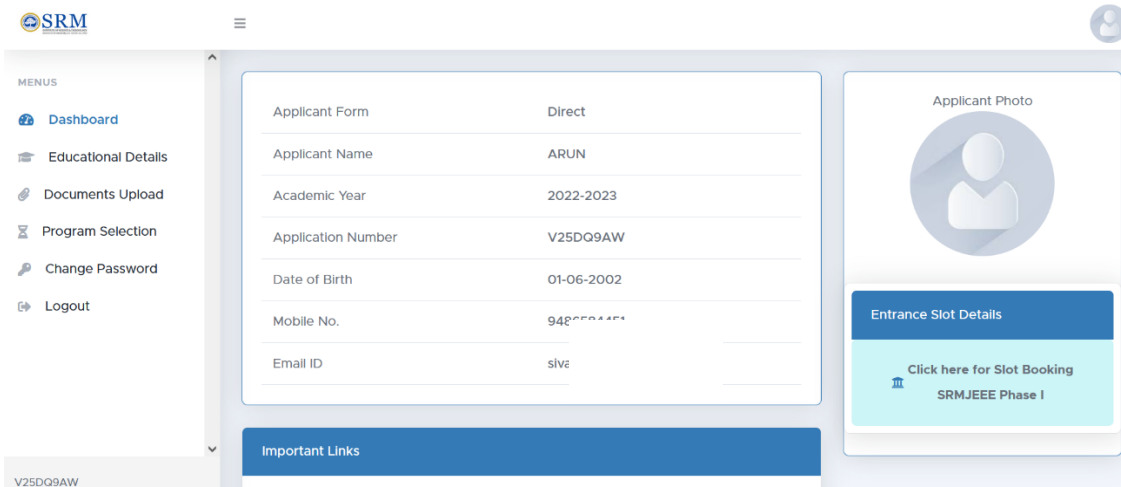 SRM
MENUS
Dashboard
Educational Details
Documents Upload
Program Selection
Change Password
Logout
V25DQ9AW
Applicant Form Direct
Applicant Name ARUN
Academic Year 2022-2023
Application Number V25DQ9AW
Date of Birth 01-06-2002
Mobile No.
Email ID siva
Important Links
Applicant Photo
Entrance Slot Details
Click here for Slot Booking
SRMJEEE Phase I